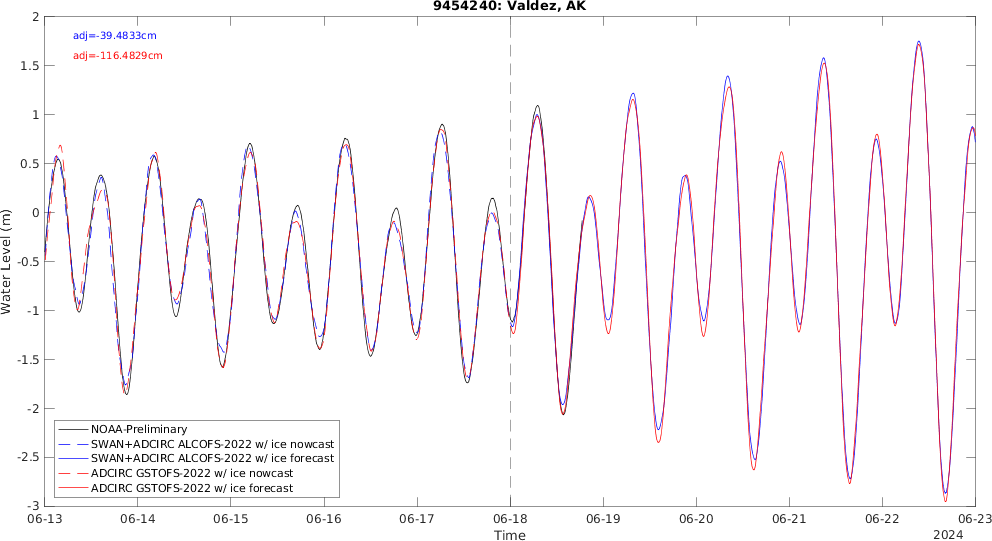 9454240: Valdez, AK
adj=-39.4833cm
adj=-116.4829cm
2
1.5
1
0.5
0
-0.5
-1
-1.5
-2
-2.5
-3
Water Level (m)
NOAA-Preliminary
SWAN+ADCIRC ALCOFS-2022 w/ ice nowcast
SWAN+ADCIRC ALCOFS-2022 w/ ice forecast
ADCIRC GSTOFS-2022 w/ ice nowcast
ADCIRC GSTOFS-2022 w/ ice forecast
06-13 06-14 06-15 06-16 06-17 06-18 06-19 06-20 06-21 06-22 06-23
Time
2024